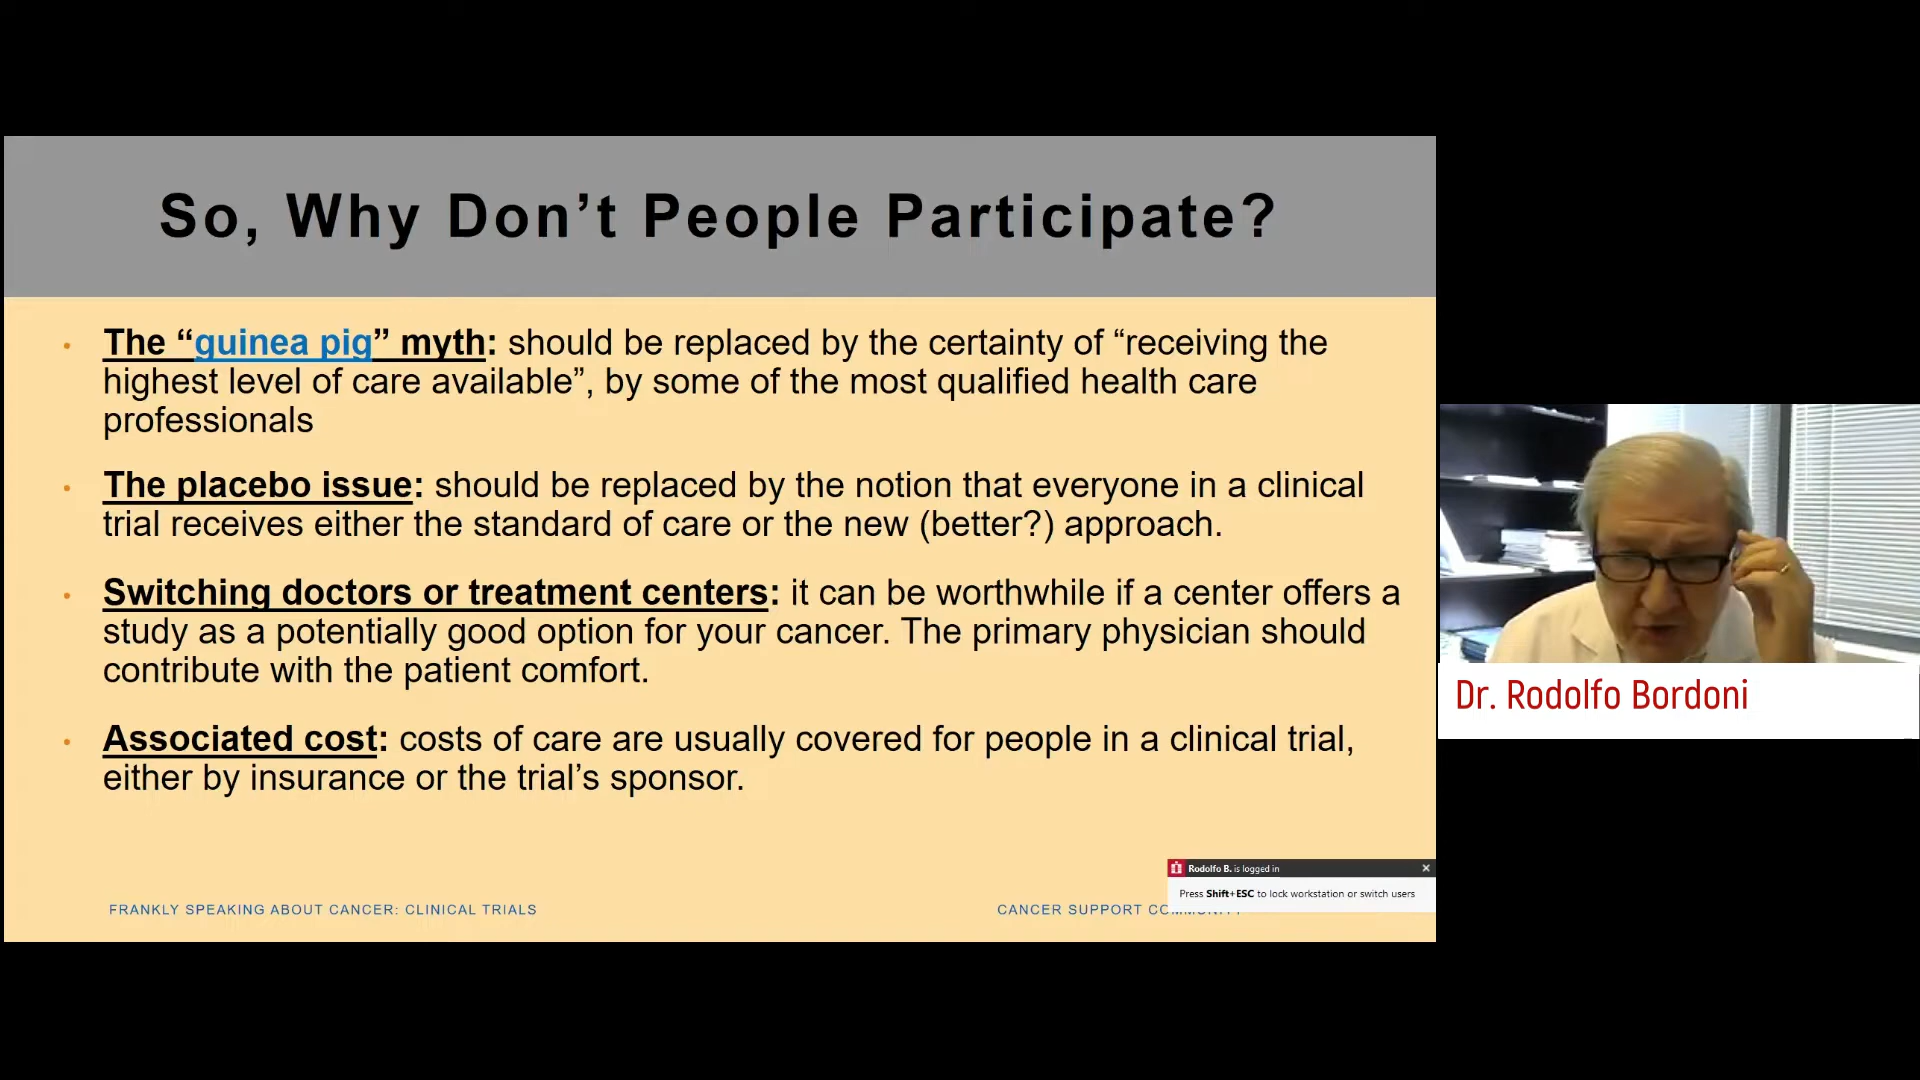 So, Why Don’t People Participate?
• The “guinea pig” myth: should be replaced by the certainty of “receiving the
highest level of care available”, by some of the most qualified health care
professionals
• The placebo issue: should be replaced by the notion that everyone in a clinical
trial receives either the standard of care or the new (better?) approach.
• Switching doctors or treatment centers: it can be worthwhile if a center offers a
study as a potentially good option for your cancer. The primary physician should
contribute with the patient comfort.
• Associated cost: costs of care are usually covered for people in a clinical trial,
either by insurance or the trial’s sponsor.
Dr. Rodolfo Bordoni
Rodolfo B. is logged in
Press Shift+ESC to lock workstation or switch users
FRANKLY SPEAKING ABOUT CANCER: CLINICAL TRIALS
CANCER SUPPORT